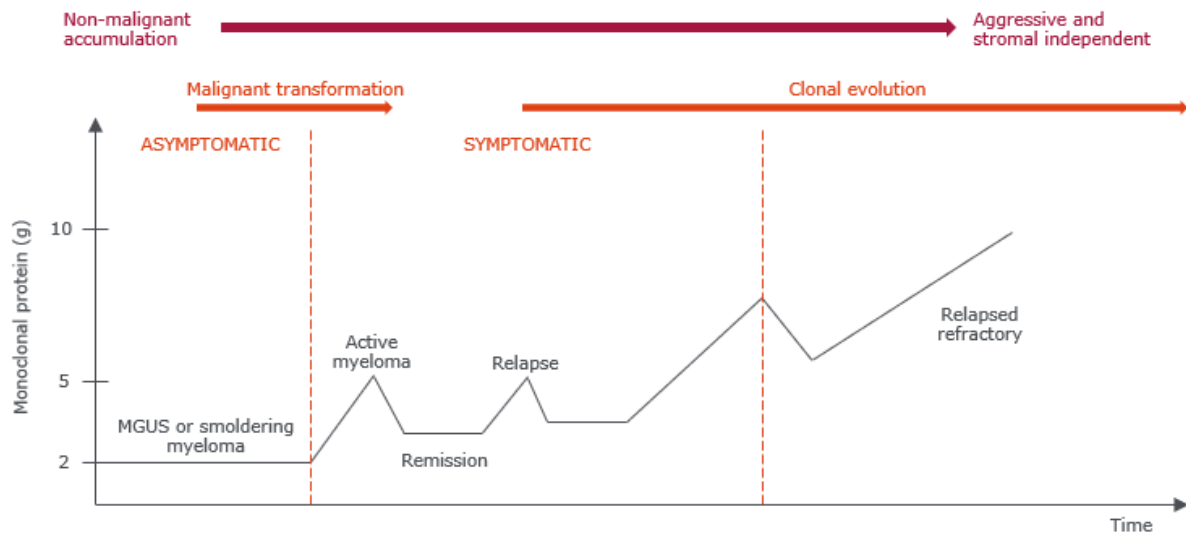 Non-malignant
accumulation
Aggressive and
stromal independent
Malignant transformation
Clonal evolution
ASYMPTOMATIC
SYMPTOMATIC
Monodonal protein (g)
10
5
2
MGUS or smoldering
myeloma
Active
myeloma
Remission
Relapse
Relapsed
refractory
Time